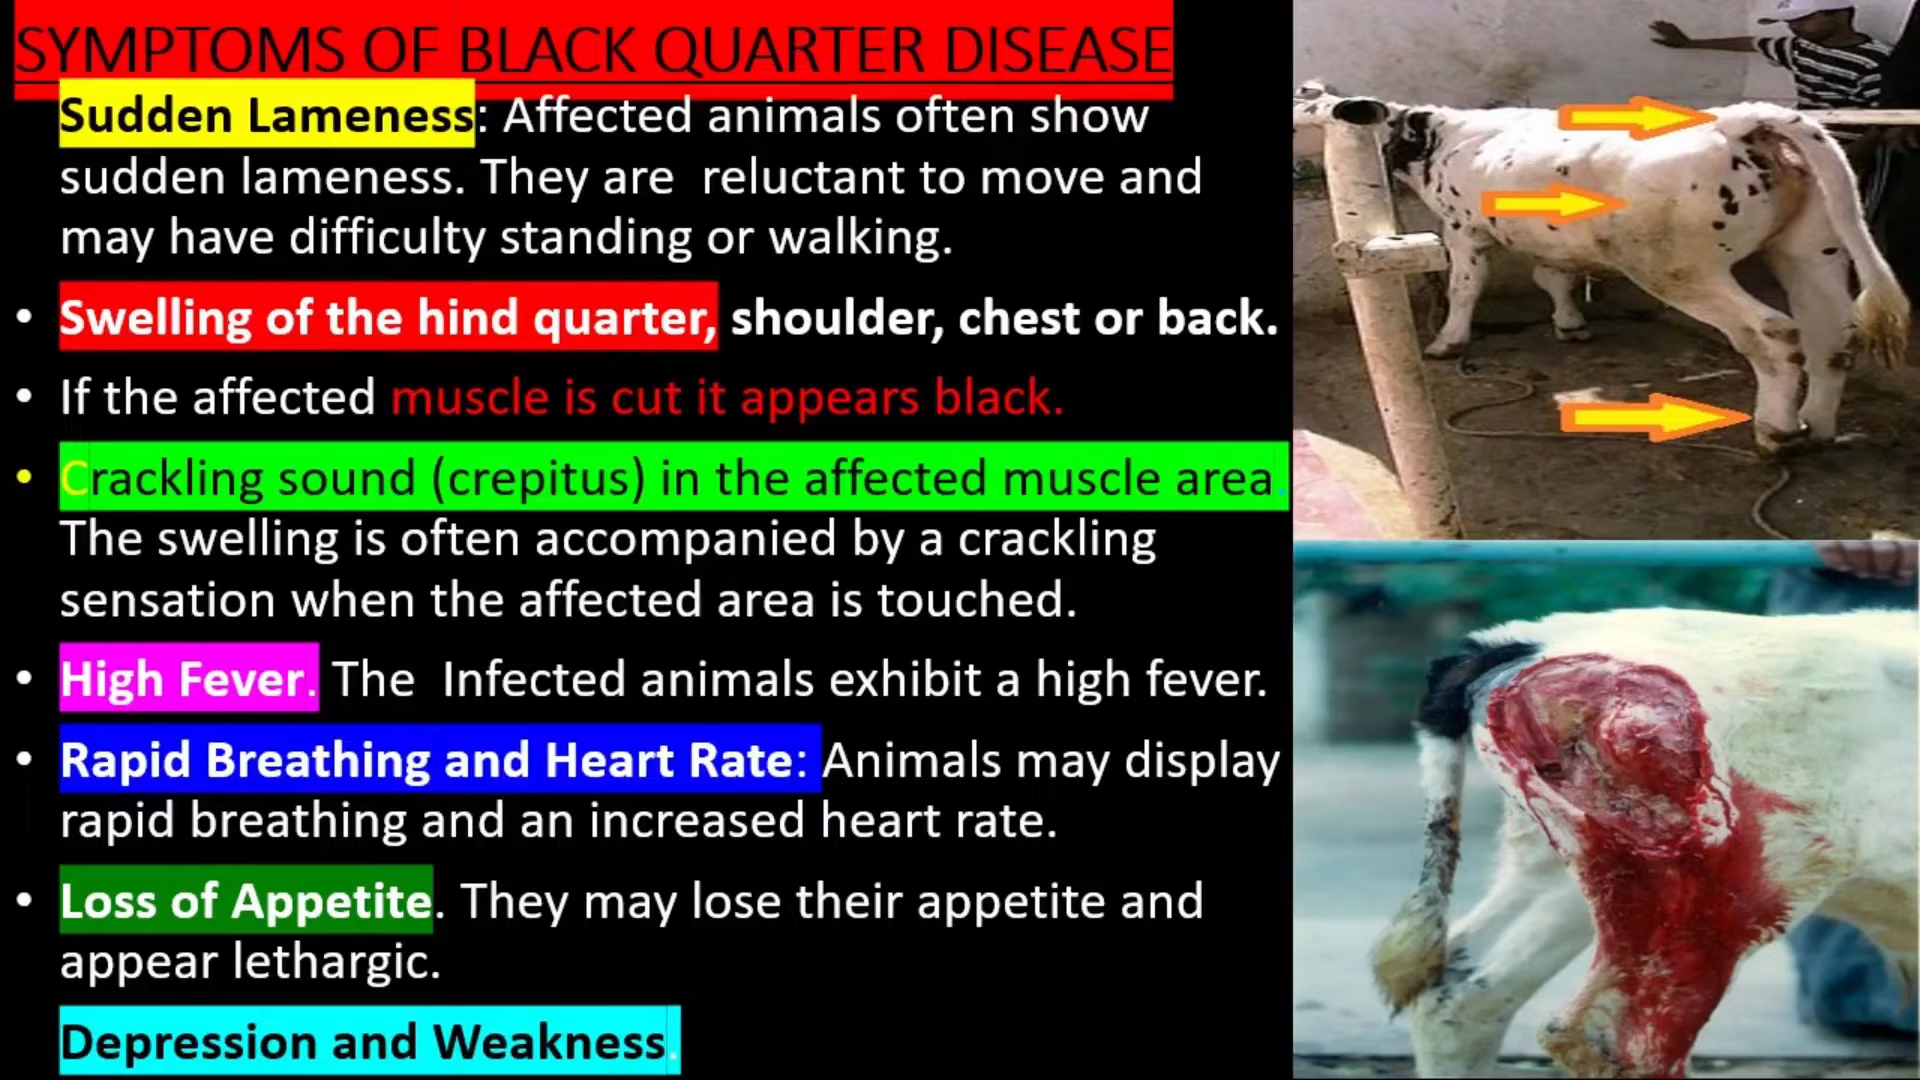 SYMPTOMS OF BLACK QUARTER DISEASE
Sudden Lameness: Affected animals often show
sudden lameness. They are  reluctant to move and
may have difficulty standing or walking.
• Swelling of the hind quarter, shoulder, chest or back.
• If the affected muscle is cut it appears black.
• Crackling sound (crepitus) in the affected muscle area.
The swelling is often accompanied by a crackling
sensation when the affected area is touched.
• High Fever. The  Infected animals exhibit a high fever.
• Rapid Breathing and Heart Rate: Animals may display
rapid breathing and an increased heart rate.
• Loss of Appetite. They may lose their appetite and
appear lethargic.
Depression and Weakness.